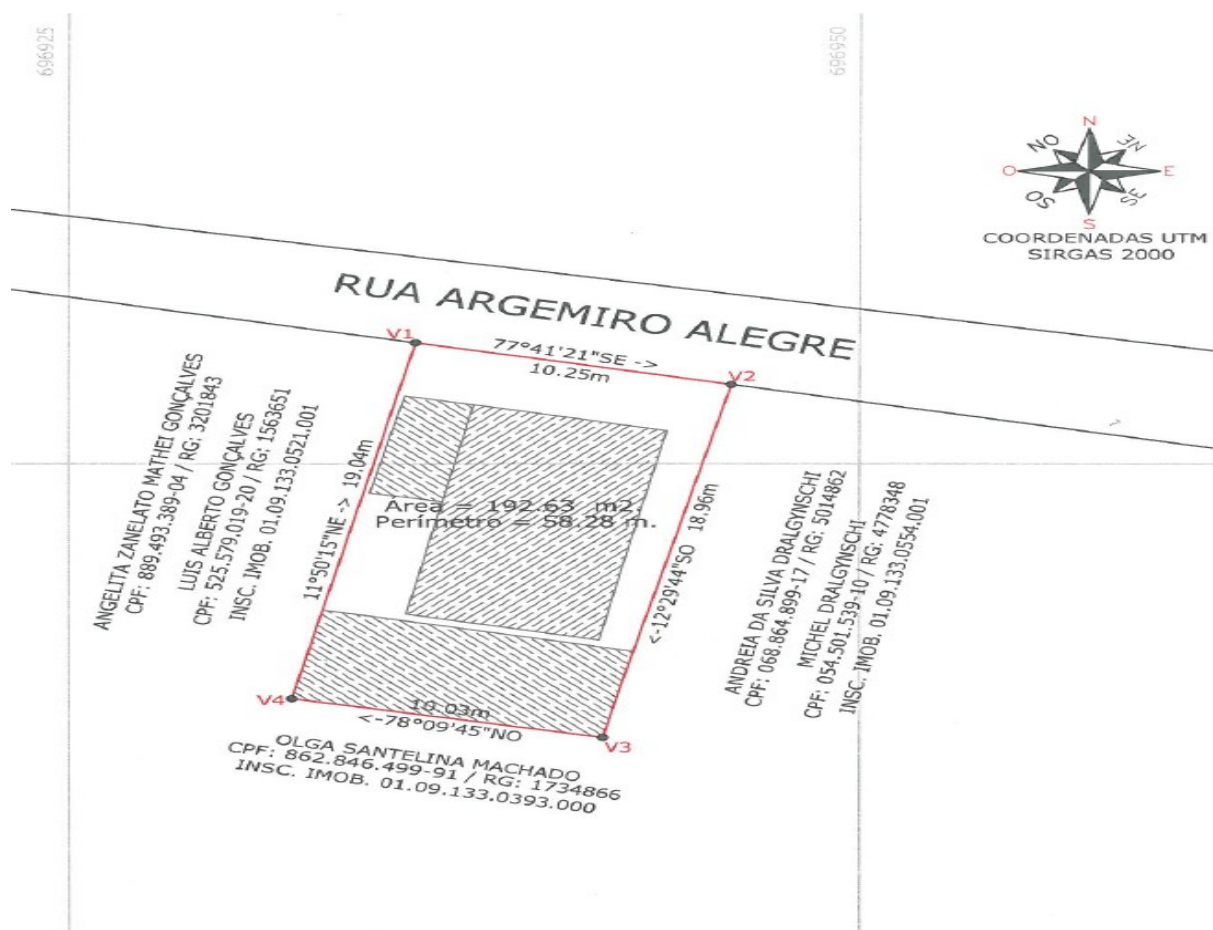 696925
696950
N
NO
NE
O
E
SO
SE
S
COORDENADAS UTM
SIRGAS 2000
RUA ARGEMIRO ALEGRE
V1
77°41'21"SE ->
10.25m
V2
ANGELITA ZANELATO MATHEI GONÇALVES
CPF: 889.493.389-04 / RG: 3201843
LUIS ALBERTO GONÇALVES
CPF: 525.579.019-20 / RG: 1563651
INSC. IMOB. 01.09.133.0521.001
11°50'15"NE -> 19.04m
Área = 192.63 m2.
Perímetro = 58.28 m.
<-12°29'44"SO 18.96m
ANDREIA DA SILVA DRALGYNSCHI
CPF: 068.864.899-17 / RG: 5014862
MICHEL DRALGYNSCHI
CPF: 054.501.539-10 / RG: 4778348
INSC. IMOB. 01.09.133.0554.001
V4
10.03m
<-78°09'45"NO
V3
OLGA SANTELINA MACHADO
CPF: 862.846.499-91 / RG: 1734866
INSC. IMOB. 01.09.133.0393.000